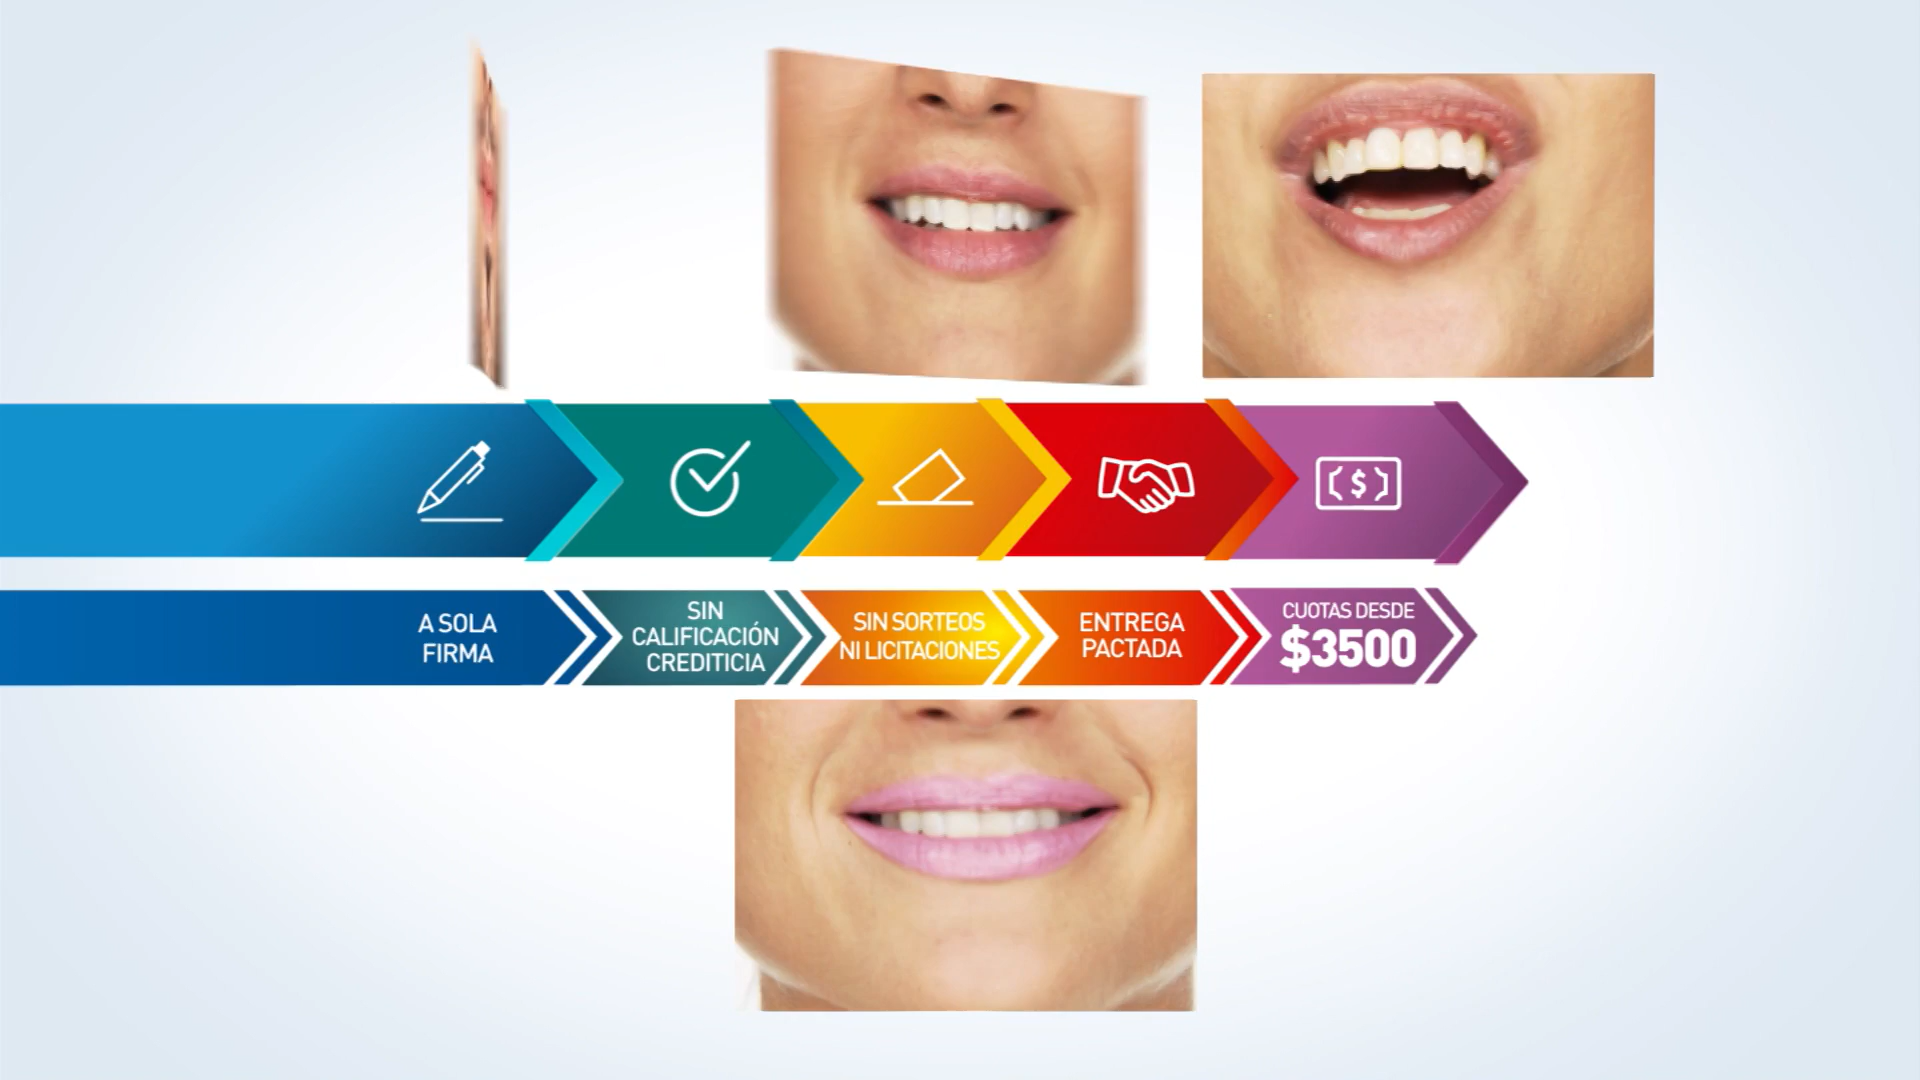 A SOLA
FIRMA
SIN
CALIFICACIÓN
CREDITICIA
SIN SORTEOS
NI LICITACIONES
ENTREGA
PACTADA
CUOTAS DESDE
$3500